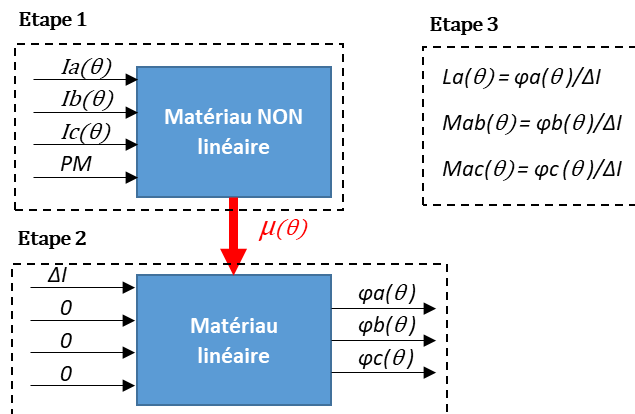 Etape 1
Ia(θ)
Ib(θ)
Ic(θ)
PM
Matériau NON
linéaire
μ(θ)
Etape 3
La(θ) = φa(θ)/ΔI
Mab(θ) = φb(θ)/ΔI
Mac(θ) = φc(θ)/ΔI
Etape 2
ΔI
0
0
0
Matériau
linéaire
φa(θ)
φb(θ)
φc(θ)